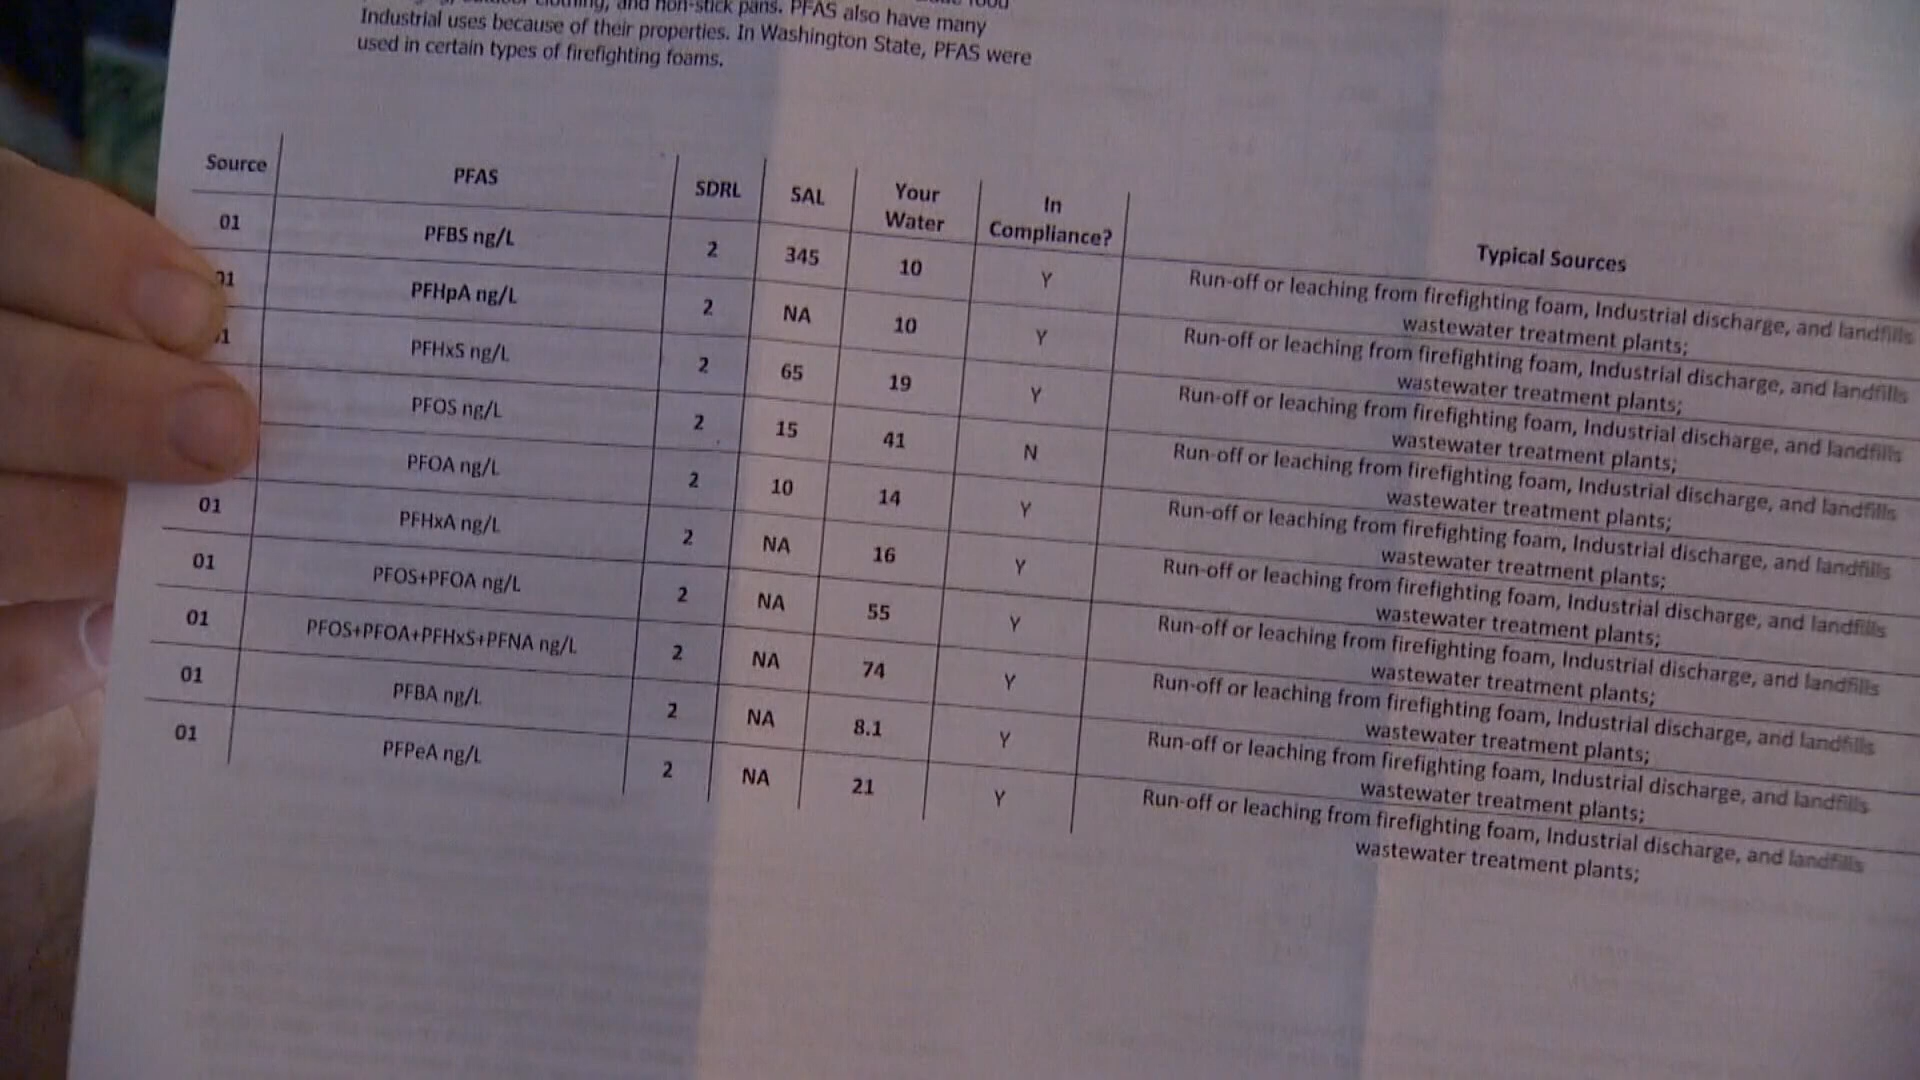 clothing, and non-stick pans. PFAS also have many
Industrial uses because of their properties. In Washington State, PFAS were
used in certain types of firefighting foams.
Source PFAS SDRL SAL Your Water In Compliance? Typical Sources
01 PFBS ng/L 2 345 10 Y Run-off or leaching from firefighting foam, Industrial discharge, and landfills
wastewater treatment plants;
PFHpA ng/L 2 NA 10 Y Run-off or leaching from firefighting foam, Industrial discharge, and landfills
wastewater treatment plants;
PFHxS ng/L 2 65 19 Y Run-off or leaching from firefighting foam, Industrial discharge, and landfills
wastewater treatment plants;
PFOS ng/L 2 15 41 N Run-off or leaching from firefighting foam, Industrial discharge, and landfills
wastewater treatment plants;
PFOA ng/L 2 10 14 Y Run-off or leaching from firefighting foam, Industrial discharge, and landfills
wastewater treatment plants;
01 PFHxA ng/L 2 NA 16 Y Run-off or leaching from firefighting foam, Industrial discharge, and landfills
wastewater treatment plants;
01 PFOS+PFOA ng/L 2 NA 55 Y Run-off or leaching from firefighting foam, Industrial discharge, and landfills
wastewater treatment plants;
01 PFOS+PFOA+PFHxS+PFNA ng/L 2 NA 74 Y Run-off or leaching from firefighting foam, Industrial discharge, and landfills
wastewater treatment plants;
01 PFBA ng/L 2 NA 8.1 Y Run-off or leaching from firefighting foam, Industrial discharge, and landfills
wastewater treatment plants;
01 PFPeA ng/L 2 NA 21 Y Run-off or leaching from firefighting foam, Industrial discharge, and landfills
wastewater treatment plants;